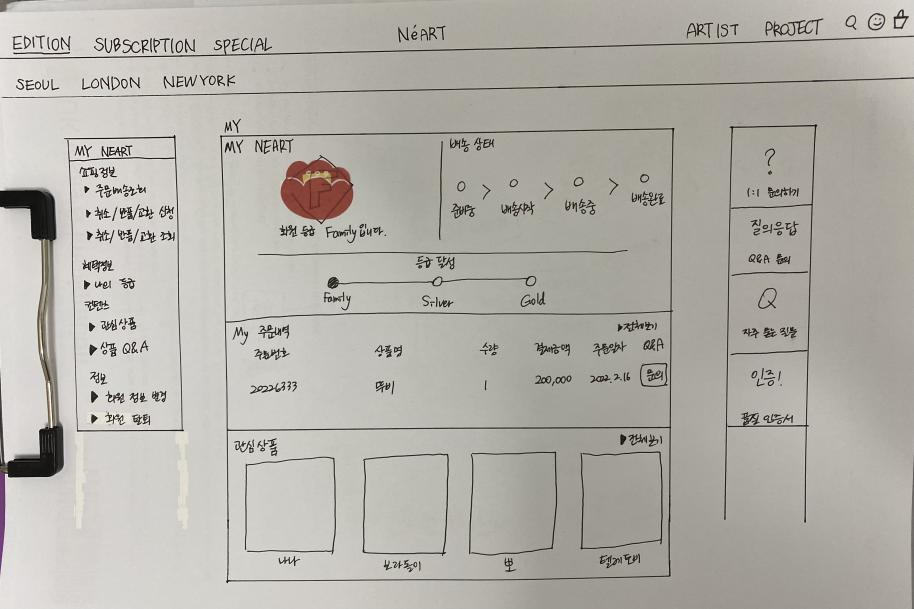 EDITION SUBSCRIPTION SPECIAL NéART ARTIST PROJECT
SEOUL LONDON NEWYORK
MY NEART
쇼핑정보
▶ 주문배송조회
▶ 취소/반품/교환 신청
▶ 취소/반품/교환 조회
혜택정보
▶ 나의 등급
컨텐츠
▶ 관심상품
▶ 상품 Q&A
정보
▶ 회원 정보 변경
▶ 회원 탈퇴
MY
MY NEART
F
회원 등급 Family입니다.
배송 상태
준비중 > 배송시작 > 배송중 > 배송완료
등급 달성
Family Silver Gold
My 주문내역 ▶전체보기
주문번호 상품명 수량 결제금액 주문일자 Q&A
20226333 뚜비 1 200,000 2022.2.16 문의
관심상품 ▶전체보기
나나 보라돌이 뽀 텔레토비
?
1:1 문의하기
질의응답
Q&A 문의
Q
자주 묻는 질문
인증!
품질 인증서